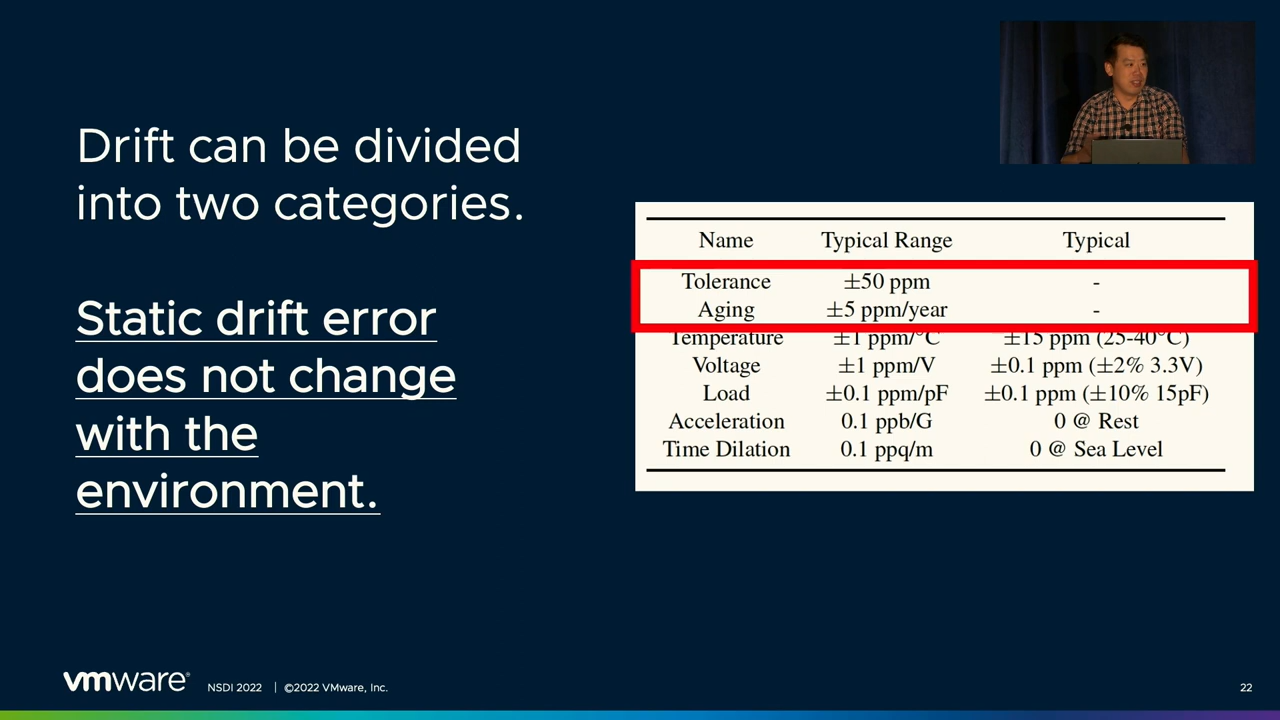 Drift can be divided
into two categories.
Static drift error
does not change
with the
environment.
Name Typical Range Typical
Tolerance ±50 ppm -
Aging ±5 ppm/year -
Temperature ±1 ppm/°C ±15 ppm (25-40°C)
Voltage ±1 ppm/V ±0.1 ppm (±2% 3.3V)
Load ±0.1 ppm/pF ±0.1 ppm (±10% 15pF)
Acceleration 0.1 ppb/G 0 @ Rest
Time Dilation 0.1 ppq/m 0 @ Sea Level
vmware® NSDI 2022 | ©2022 VMware, Inc. 22